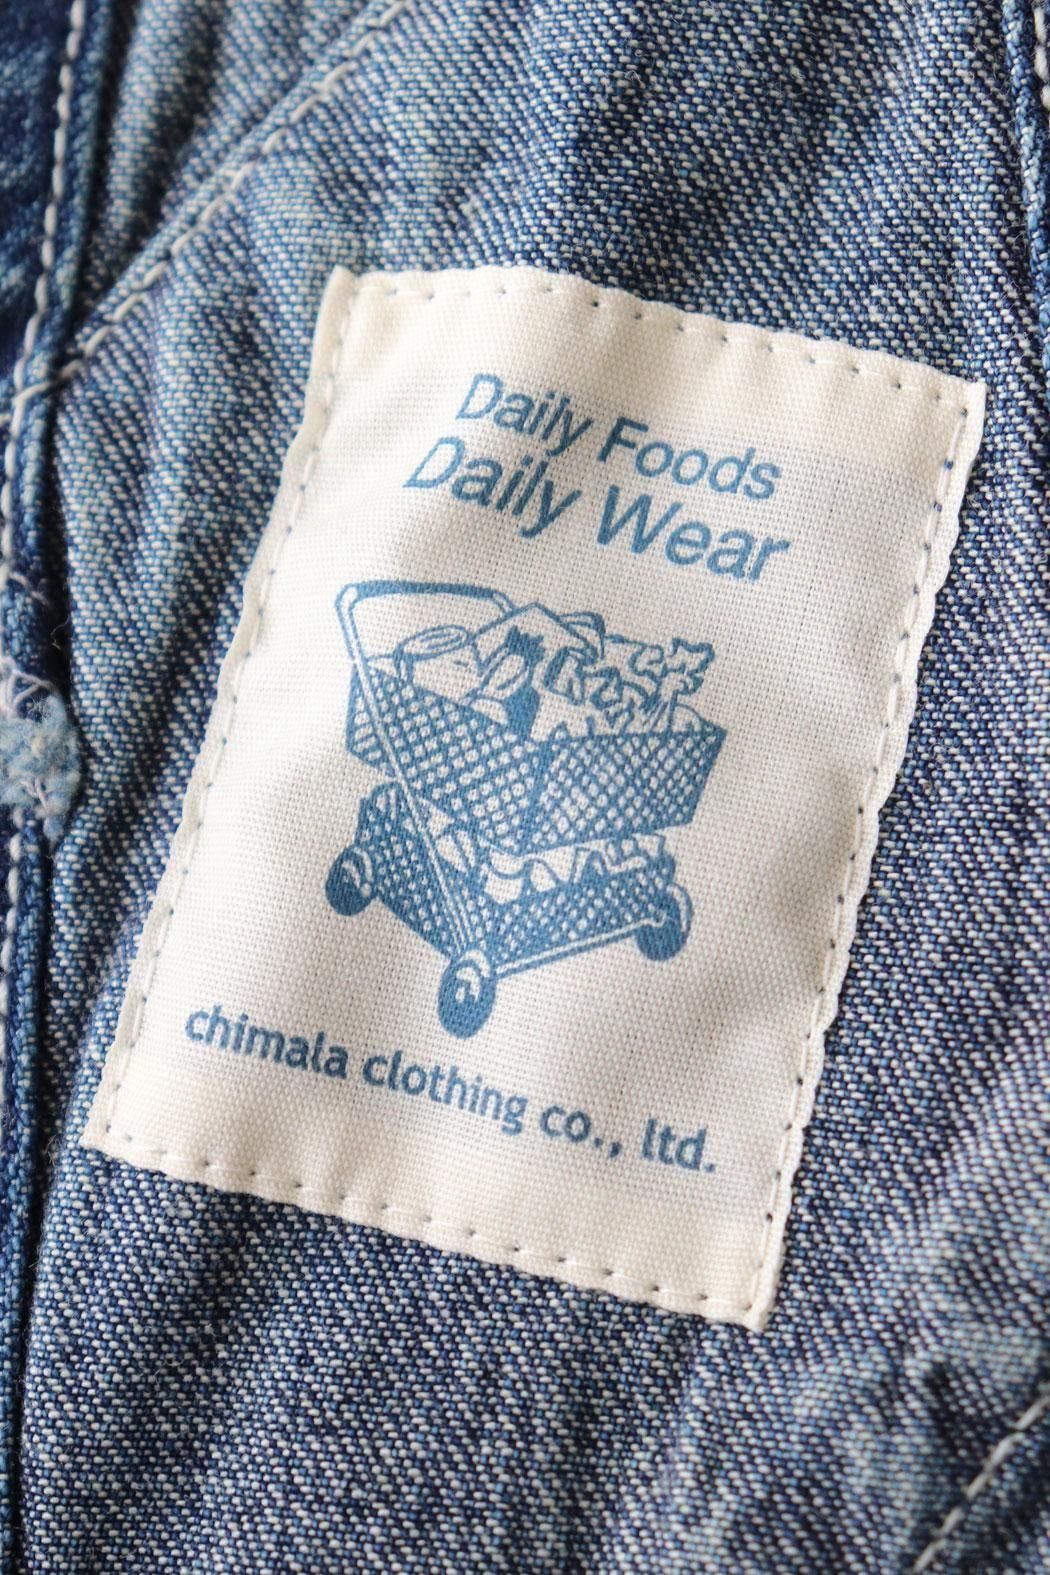 Daily Foods
Daily Wear
chimala clothing co., ltd.